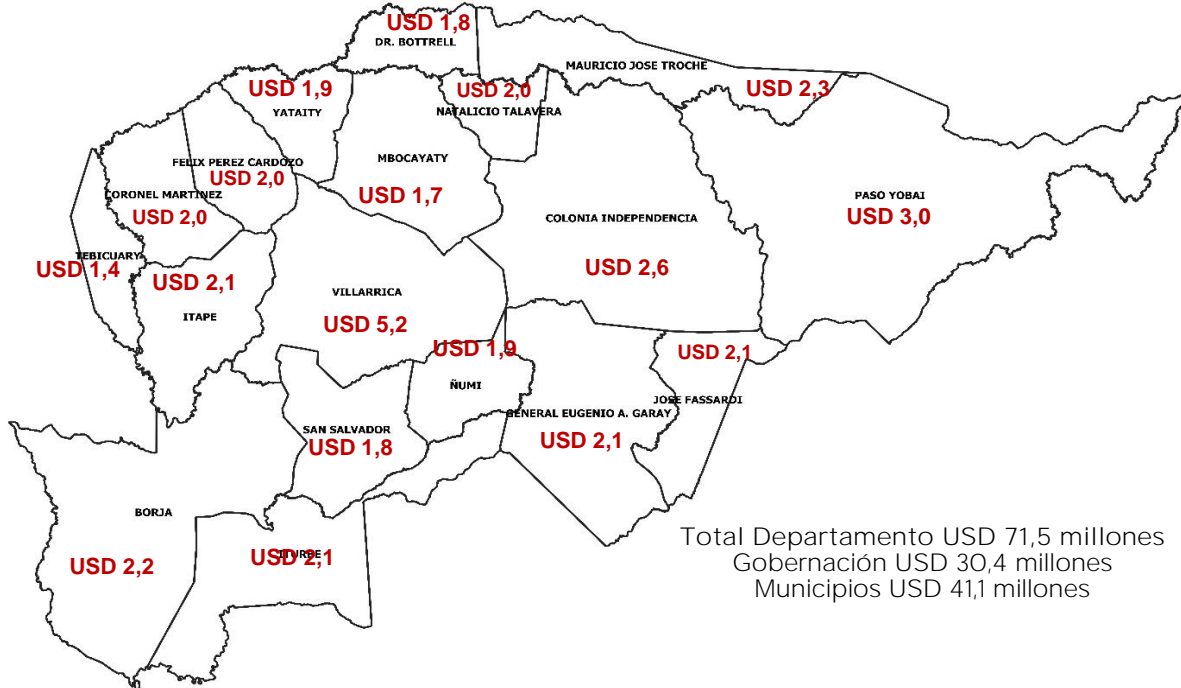 USD 1,8
DR. BOTTRELL
MAURICIO JOSE TROCHE
USD 2,3
USD 1,9
YATAITY
USD 2,0
NATALICIO TALAVERA
FELIX PEREZ CARDOZO
USD 2,0
MBOCAYATY
USD 1,7
CORONEL MARTINEZ
USD 2,0
PASO YOBAI
USD 3,0
COLONIA INDEPENDENCIA
USD 2,6
TEBICUARY
USD 1,4
USD 2,1
ITAPE
VILLARRICA
USD 5,2
USD 1,9
ÑUMI
USD 2,1
JOSE FASSARDI
GENERAL EUGENIO A. GARAY
USD 2,1
SAN SALVADOR
USD 1,8
BORJA
USD 2,2
ITURBE
USD 2,1
Total Departamento USD 71,5 millones
Gobernación USD 30,4 millones
Municipios USD 41,1 millones